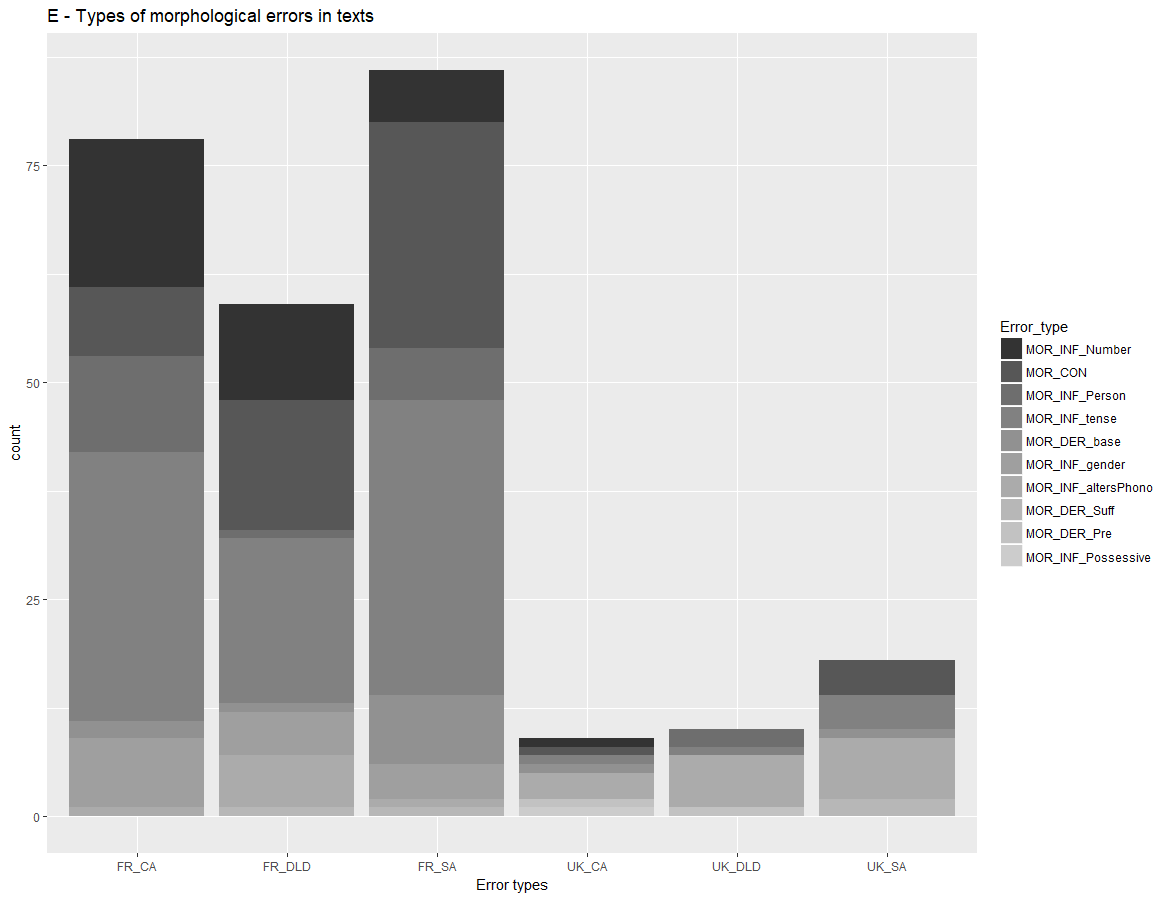 E - Types of morphological errors in texts
75
50
25
0
count
FR_CA
FR_DLD
FR_SA
UK_CA
UK_DLD
UK_SA
Error types
Error_type
MOR_INF_Number
MOR_CON
MOR_INF_Person
MOR_INF_tense
MOR_DER_base
MOR_INF_gender
MOR_INF_altersPhono
MOR_DER_Suff
MOR_DER_Pre
MOR_INF_Possessive